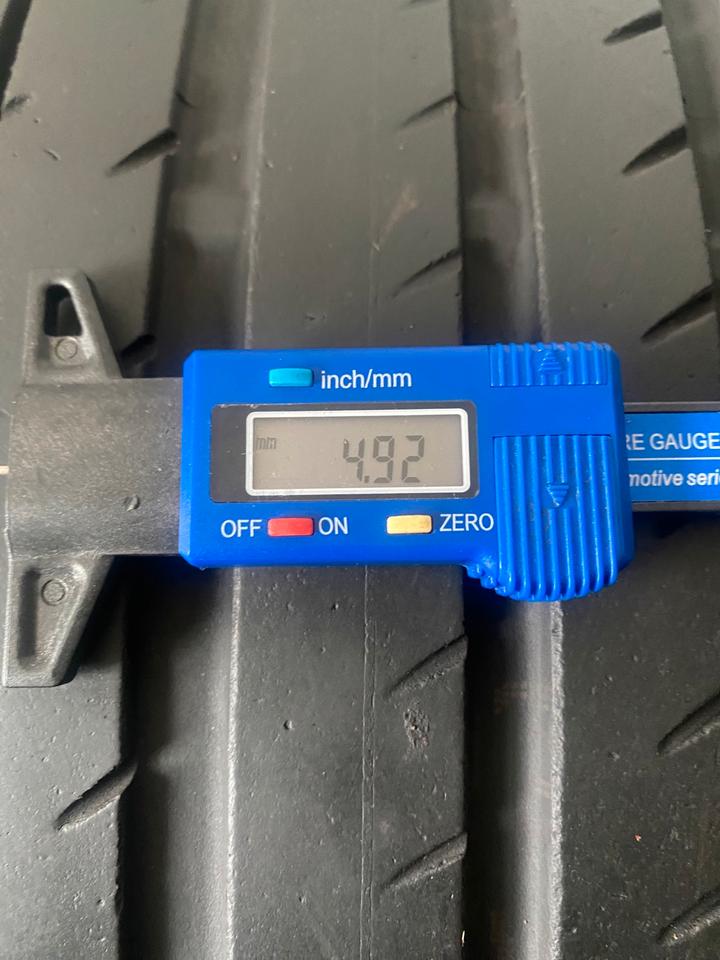 inch/mm
mm 4.92
RE GAUGE
motive seri
OFF ON ZERO